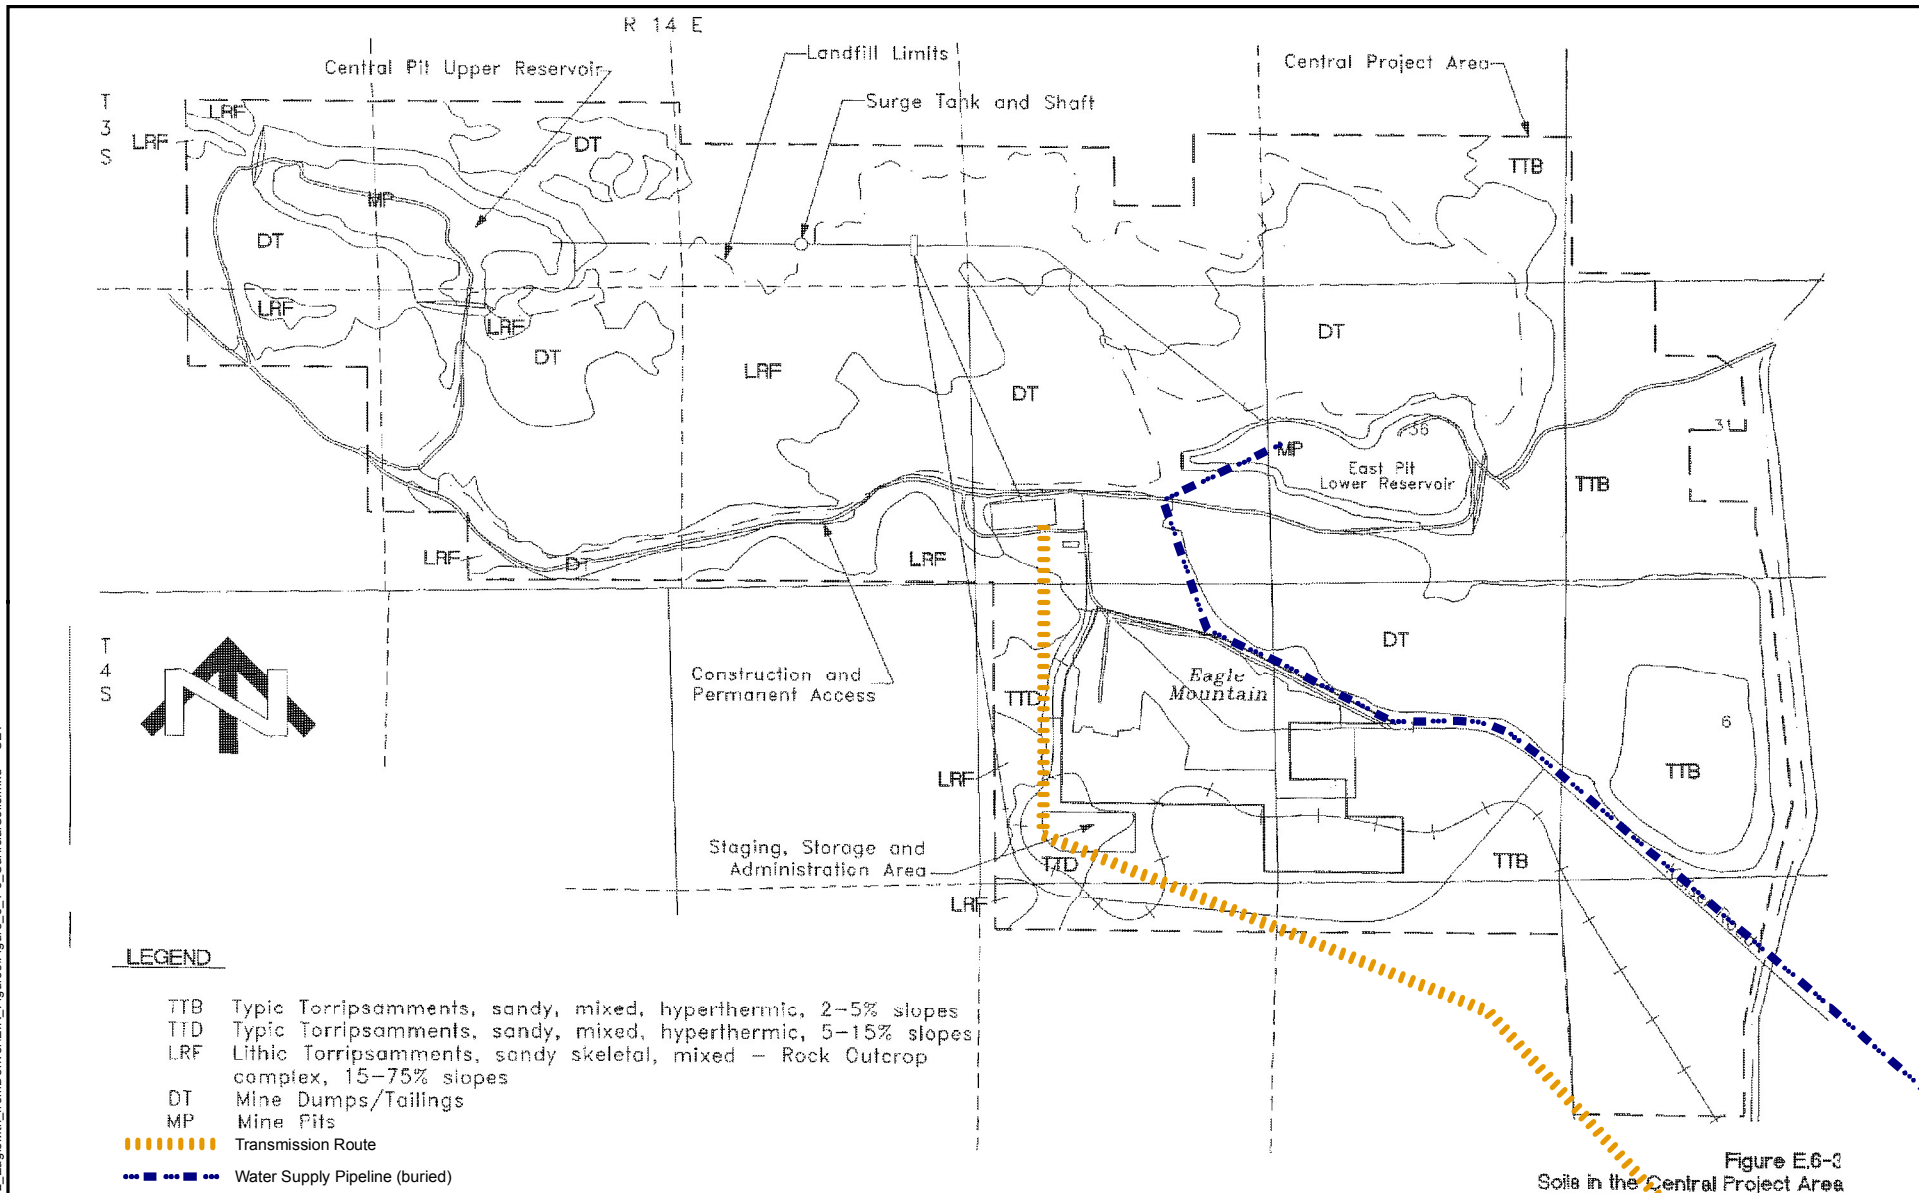 R 14 E
Landfill Limits
Central Pit Upper Reservoir
Central Project Area
Surge Tank and Shaft
T
3
S
LRF
LRF
DT
TTB
MP
DT
LRF
LRF
DT
LRF
DT
DT
36
31
MP
East Pit
Lower Reservoir
TTB
LRF
DT
LRF
T
4
S
DT
Construction and
Permanent Access
Eagle
Mountain
TTD
6
TTB
LRF
Staging, Storage and
Administration Area
TTD
TTB
LRF
LEGEND
TTB Typic Torripsamments, sandy, mixed, hyperthermic, 2-5% slopes
TTD Typic Torripsamments, sandy, mixed, hyperthermic, 5-15% slopes
LRF Lithic Torripsamments, sandy skeletal, mixed - Rock Outcrop
complex, 15-75% slopes
DT Mine Dumps/Tailings
MP Mine Pits
Transmission Route
Water Supply Pipeline (buried)
Figure E.6-3
Soils in the Central Project Area